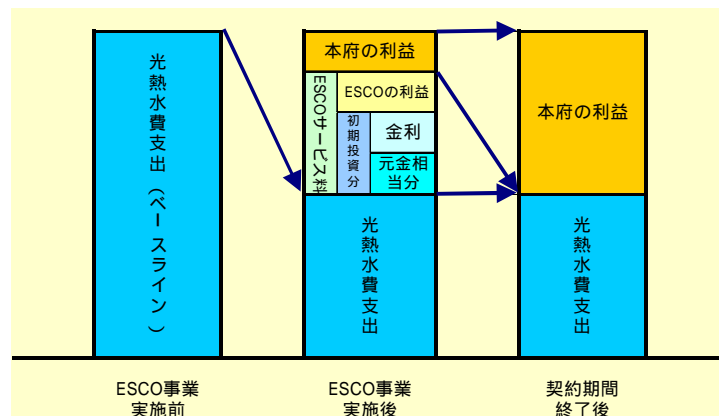 光熱水費支出（ベースライン）
本府の利益
ESCOサービス料
ESCOの利益
初期投資分
金利
元金相
当分
光熱水費支出
本府の利益
光熱水費支出
ESCO事業
実施前
ESCO事業
実施後
契約期間
終了後